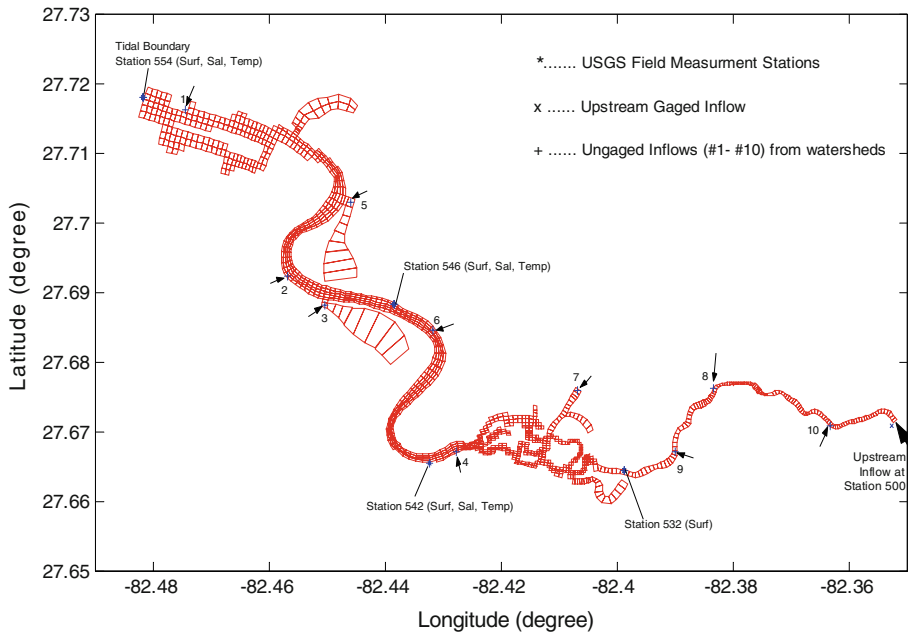 27.73
27.72
27.71
27.7
27.69
27.68
27.67
27.66
27.65
Latitude (degree)
Tidal Boundary
Station 554 (Surf, Sal, Temp)
*....... USGS Field Measurment Stations
x ...... Upstream Gaged Inflow
+ ...... Ungaged Inflows (#1- #10) from watersheds
1
5
2
Station 546 (Surf, Sal, Temp)
3
6
7
8
4
9
10
Upstream
Inflow at
Station 500
Station 542 (Surf, Sal, Temp)
Station 532 (Surf)
-82.48
-82.46
-82.44
-82.42
-82.4
-82.38
-82.36
Longitude (degree)